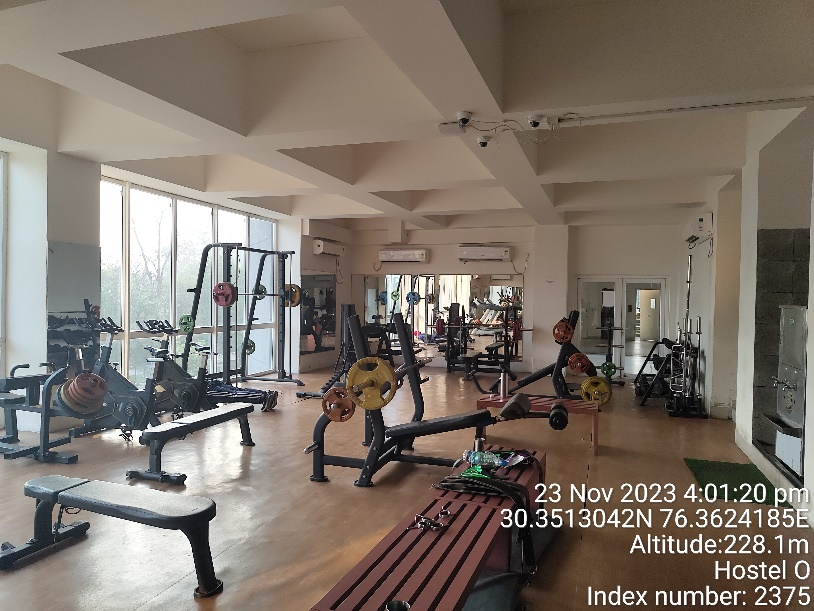 23 Nov 2023 4:01:20 pm
30.3513042N 76.3624185E
Altitude:228.1m
Hostel O
Index number: 2375